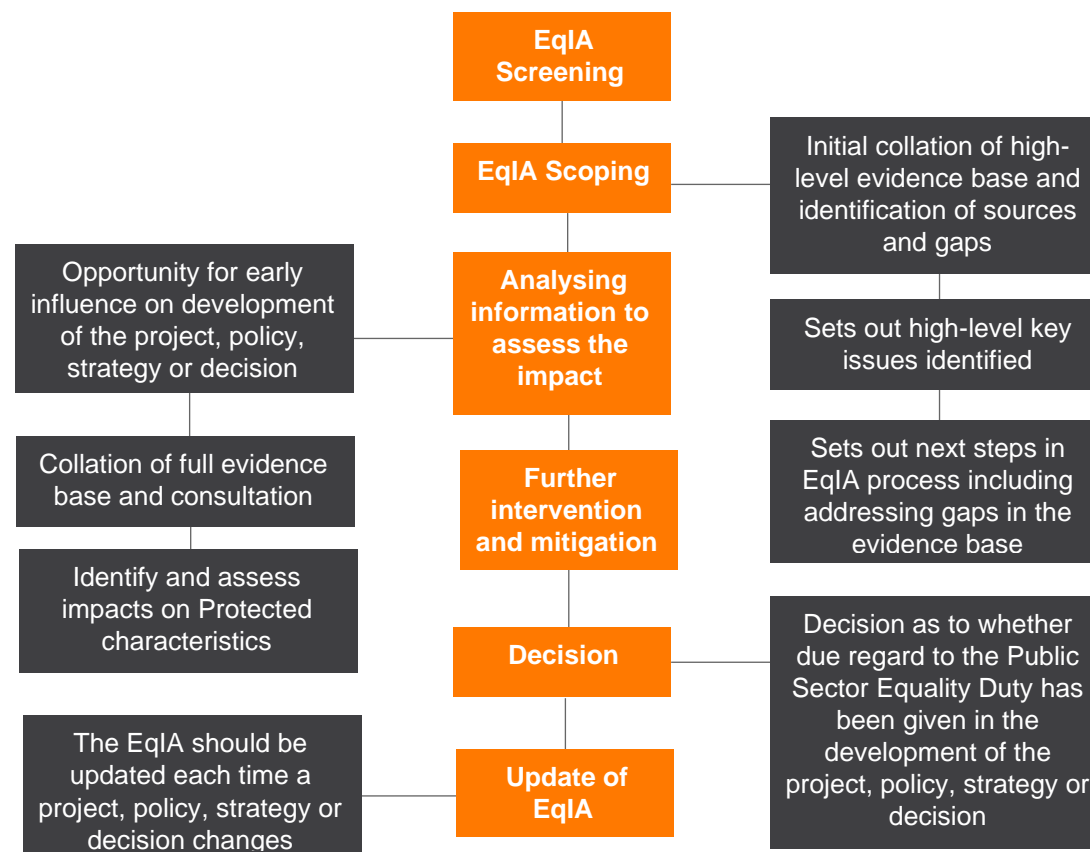 EqIA
Screening
EqIA Scoping
Initial collation of high-
level evidence base and
identification of sources
and gaps
Sets out high-level key
issues identified
Sets out next steps in
EqIA process including
addressing gaps in the
evidence base
Analysing
information to
assess the
impact
Opportunity for early
influence on development
of the project, policy,
strategy or decision
Collation of full evidence
base and consultation
Identify and assess
impacts on Protected
characteristics
Further
intervention
and mitigation
Decision
Decision as to whether
due regard to the Public
Sector Equality Duty has
been given in the
development of the
project, policy, strategy or
decision
Update of
EqIA
The EqIA should be
updated each time a
project, policy, strategy or
decision changes